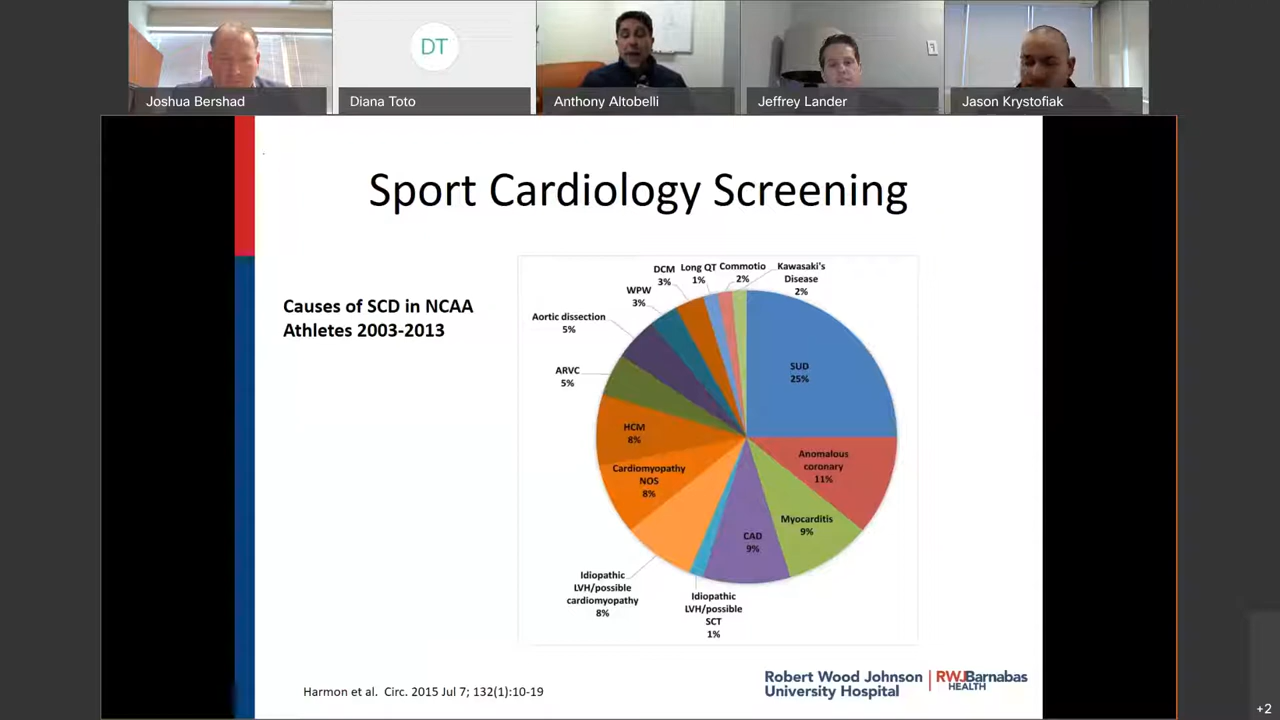 DT
Joshua Bershad
Diana Toto
Anthony Altobelli
Jeffrey Lander
Jason Krystofiak
Sport Cardiology Screening
Causes of SCD in NCAA
Athletes 2003-2013
Kawasaki's
Disease
2%
Commotio
2%
Long QT
1%
DCM
3%
WPW
3%
Aortic dissection
5%
ARVC
5%
HCM
8%
Cardiomyopathy
NOS
8%
Idiopathic
LVH/possible
cardiomyopathy
8%
Idiopathic
LVH/possible
SCT
1%
CAD
9%
Myocarditis
9%
Anomalous
coronary
11%
SUD
25%
Harmon et al. Circ. 2015 Jul 7; 132(1):10-19
Robert Wood Johnson
University Hospital
RWJBarnabas
HEALTH
+2